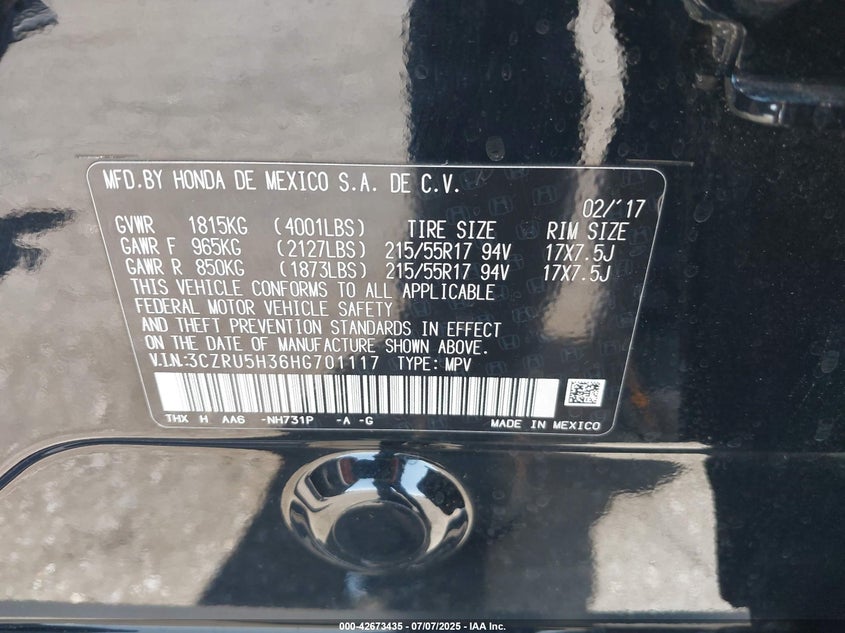 MFD.BY HONDA DE MEXICO S.A. DE C.V.
02/'17
GVWR 1815KG (4001LBS) TIRE SIZE RIM SIZE
GAWR F 965KG (2127LBS) 215/55R17 94V 17X7.5J
GAWR R 850KG (1873LBS) 215/55R17 94V 17X7.5J
THIS VEHICLE CONFORMS TO ALL APPLICABLE
FEDERAL MOTOR VEHICLE SAFETY
AND THEFT PREVENTION STANDARDS IN EFFECT
ON THE DATE OF MANUFACTURE SHOWN ABOVE.
V.I.N.:3CZRU5H36HG701117 TYPE: MPV
THX H AA6 -NH731P -A -G MADE IN MEXICO
000-42673435 - 07/07/2025 - IAA Inc.